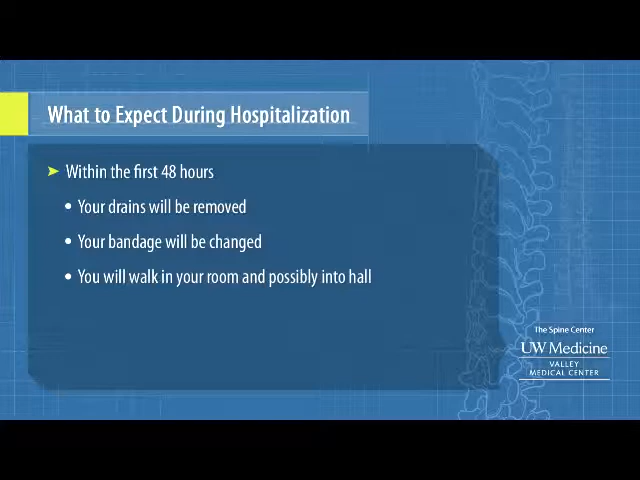 What to Expect During Hospitalization
➤ Within the first 48 hours
• Your drains will be removed
• Your bandage will be changed
• You will walk in your room and possibly into hall
The Spine Center
UW Medicine
VALLEY
MEDICAL CENTER